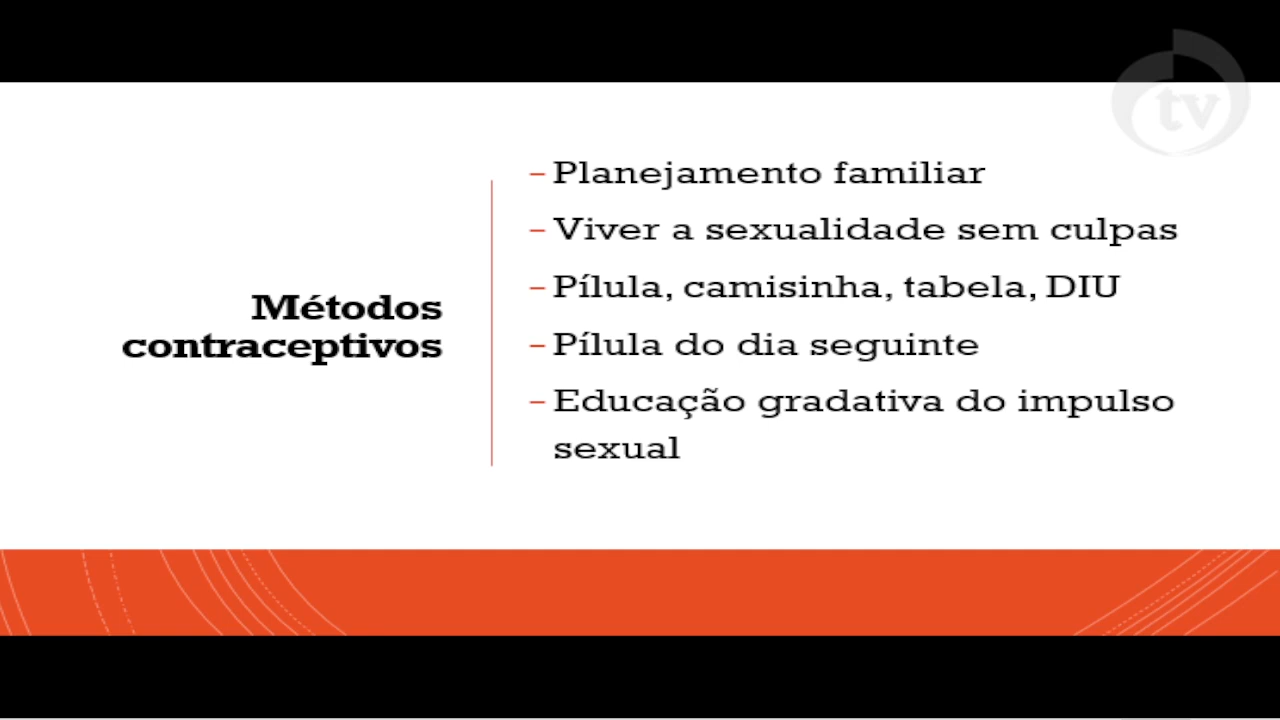 tv
– Planejamento familiar
– Viver a sexualidade sem culpas
– Pílula, camisinha, tabela, DIU
Métodos
contraceptivos
– Pílula do dia seguinte
– Educação gradativa do impulso
sexual